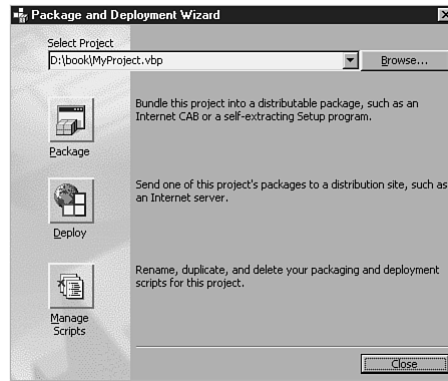 Package and Deployment Wizard
Select Project
D:\book\MyProject.vbp
Browse...
Bundle this project into a distributable package, such as an
Internet CAB or a self-extracting Setup program.
Package
Send one of this project's packages to a distribution site, such as
an Internet server.
Deploy
Rename, duplicate, and delete your packaging and deployment
scripts for this project.
Manage
Scripts
Close